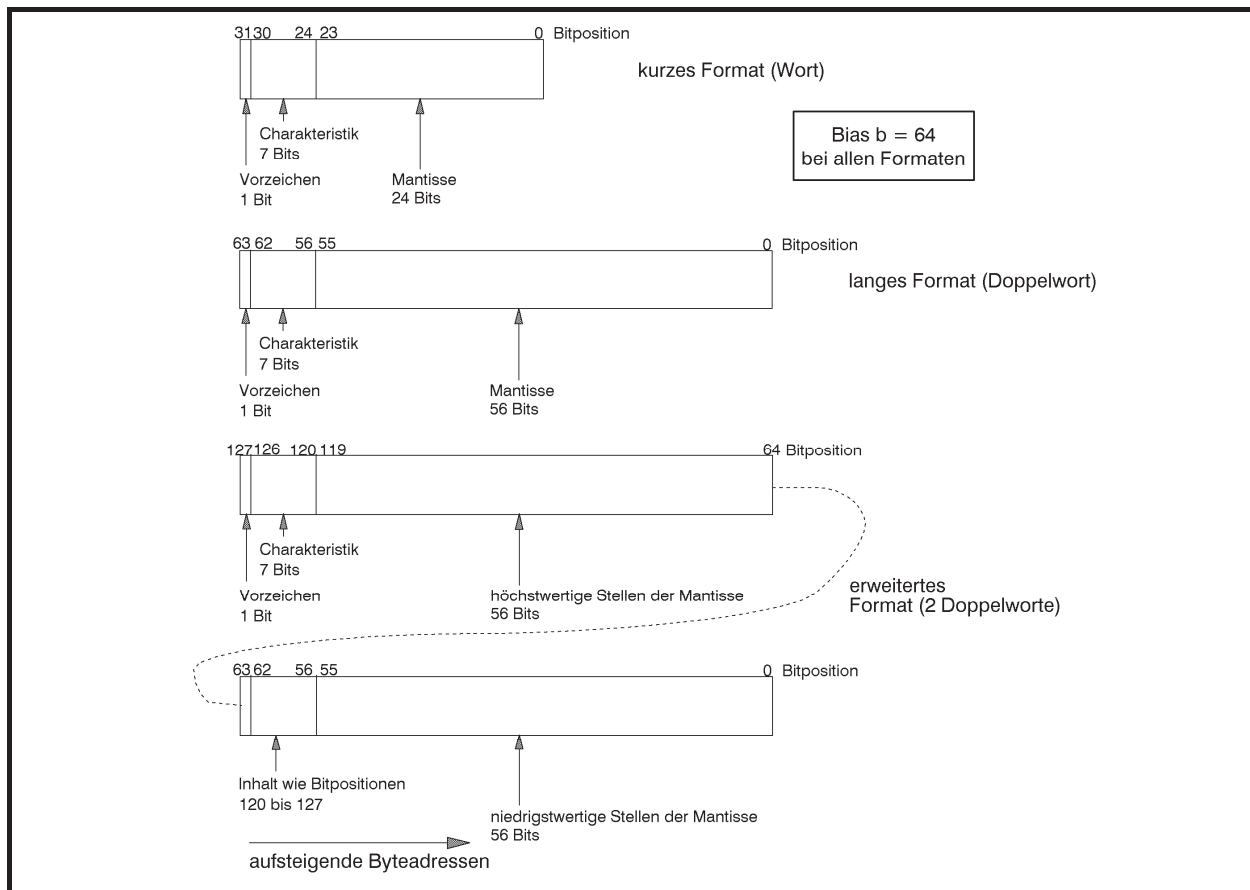 3130 24 23 0 Bitposition
kurzes Format (Wort)
Charakteristik
7 Bits
Vorzeichen
1 Bit
Mantisse
24 Bits
Bias b = 64
bei allen Formaten
63 62 56 55 0 Bitposition
langes Format (Doppelwort)
Charakteristik
7 Bits
Vorzeichen
1 Bit
Mantisse
56 Bits
127126 120 119 64 Bitposition
Charakteristik
7 Bits
Vorzeichen
1 Bit
höchstwertige Stellen der Mantisse
56 Bits
erweitertes
Format (2 Doppelworte)
63 62 56 55 0 Bitposition
Inhalt wie Bitpositionen
120 bis 127
niedrigstwertige Stellen der Mantisse
56 Bits
aufsteigende Byteadressen